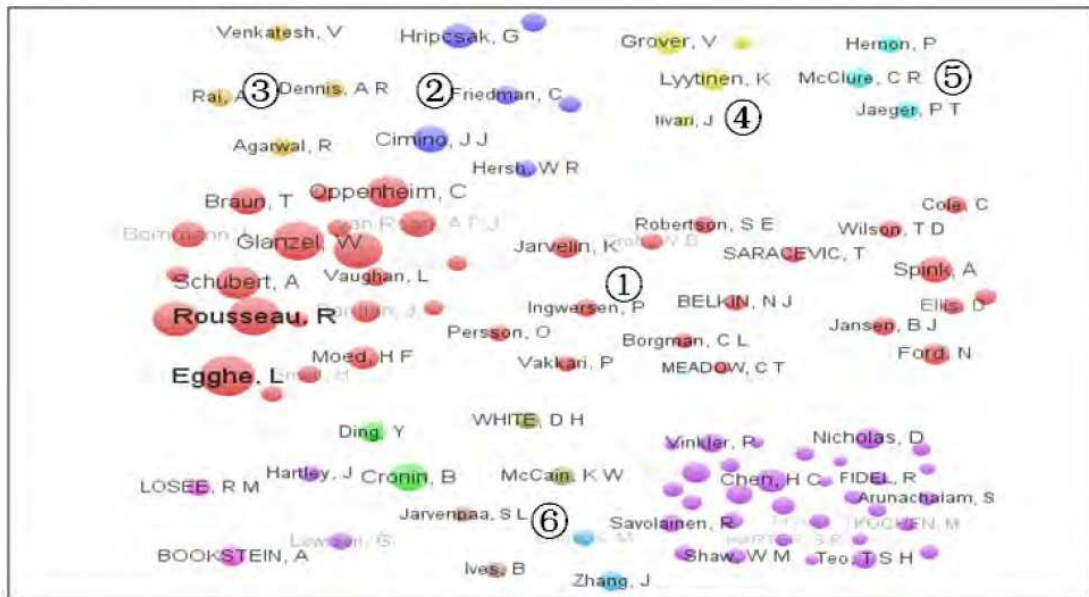 Venkatesh, V
Hripcsak, G
Grover, V
Hernon, P
Lyytinen, K
McClure, C R
⑤
Rai, A
③
Dennis, A R
②
Friedman, C
Jaeger, P T
Iivari, J
④
Agarwal, R
Cimino, J J
Hersh, W R
Braun, T
Oppenheim, C
Cole, C
Robertson, S E
Wilson, T D
Glanzel, W
Jarvelin, K
SARACEVIC, T
Schubert, A
Vaughan, L
①
Spink, A
Ingwersen, P
BELKIN, N J
Ellis, D
Rousseau, R
Persson, O
Borgman, C L
Jansen, B J
Moed, H F
Vakkari, P
MEADOW, C T
Ford, N
Egghe, L
WHITE, D H
Ding, Y
Vinkler, P
Nicholas, D
LOSEE, R M
Hartley, J
Cronin, B
McCain, K W
Chen, H C
FIDEL, R
Arunachalam, S
Jarvenpaa, S L
⑥
Savolainen, R
KOCHEN, M
BOOKSTEIN, A
Ives, B
Zhang, J
Shaw, W M
Teo, T S H